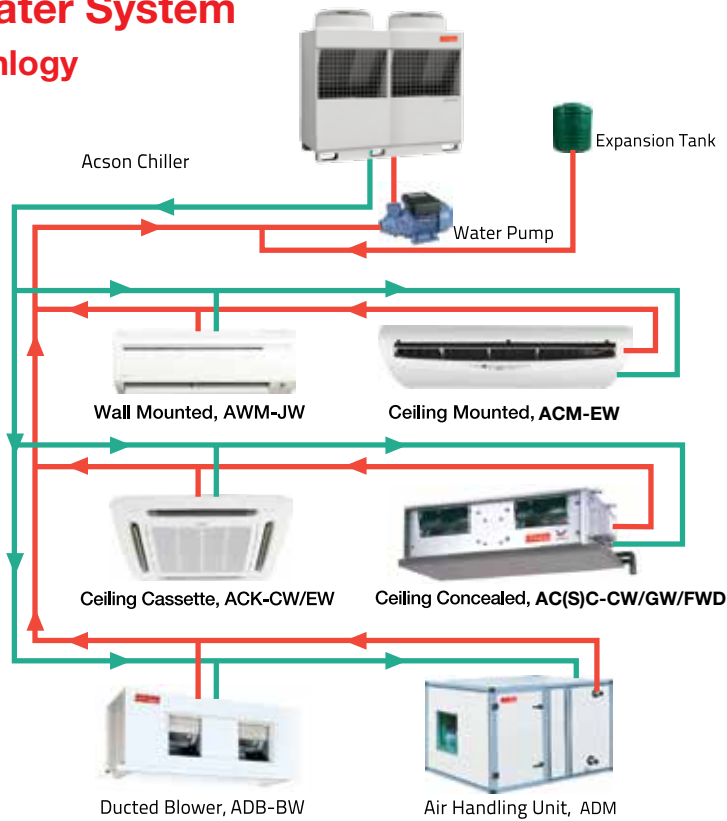 ater System
nlogy
Expansion Tank
Acson Chiller
Water Pump
Wall Mounted, AWM-JW
Ceiling Mounted, ACM-EW
Ceiling Cassette, ACK-CW/EW
Ceiling Concealed, AC(S)C-CW/GW/FWD
Ducted Blower, ADB-BW
Air Handling Unit, ADM